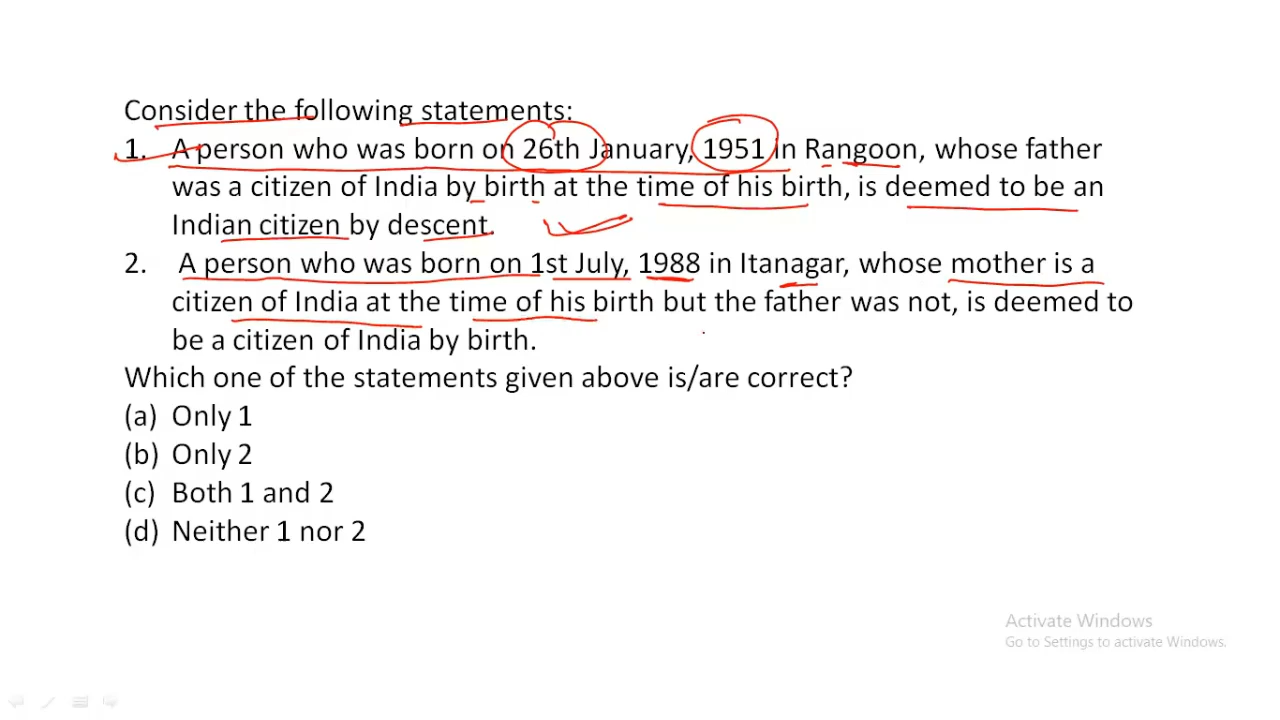 Consider the following statements:
1. A person who was born on 26th January, 1951 in Rangoon, whose father
was a citizen of India by birth at the time of his birth, is deemed to be an
Indian citizen by descent.
2. A person who was born on 1st July, 1988 in Itanagar, whose mother is a
citizen of India at the time of his birth but the father was not, is deemed to
be a citizen of India by birth.
Which one of the statements given above is/are correct?
(a) Only 1
(b) Only 2
(c) Both 1 and 2
(d) Neither 1 nor 2
Activate Windows
Go to Settings to activate Windows.